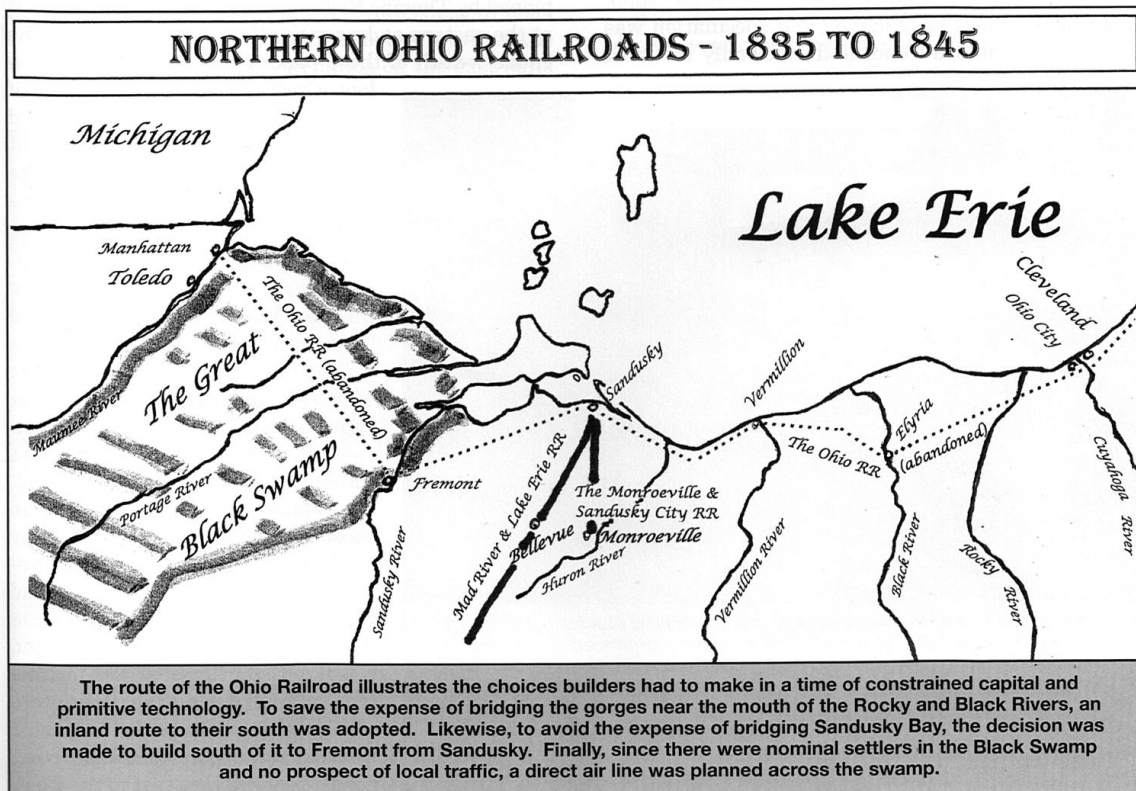 NORTHERN OHIO RAILROADS - 1835 TO 1845
Michigan
Lake Erie
Manhattan
Toledo
The Ohio RR (abandoned)
The Great
Black Swamp
Maumee River
Portage River
Fremont
Sandusky River
Sandusky
Mad River & Lake Erie RR
Bellevue
The Monroeville &
Sandusky City RR
Monroeville
Huron River
Vermillion
Vermillion River
The Ohio RR
(abandoned)
Elyria
Black River
Rocky River
Cleveland
Ohio City
Cuyahoga River
The route of the Ohio Railroad illustrates the choices builders had to make in a time of constrained capital and
primitive technology. To save the expense of bridging the gorges near the mouth of the Rocky and Black Rivers, an
inland route to their south was adopted. Likewise, to avoid the expense of bridging Sandusky Bay, the decision was
made to build south of it to Fremont from Sandusky. Finally, since there were nominal settlers in the Black Swamp
and no prospect of local traffic, a direct air line was planned across the swamp.